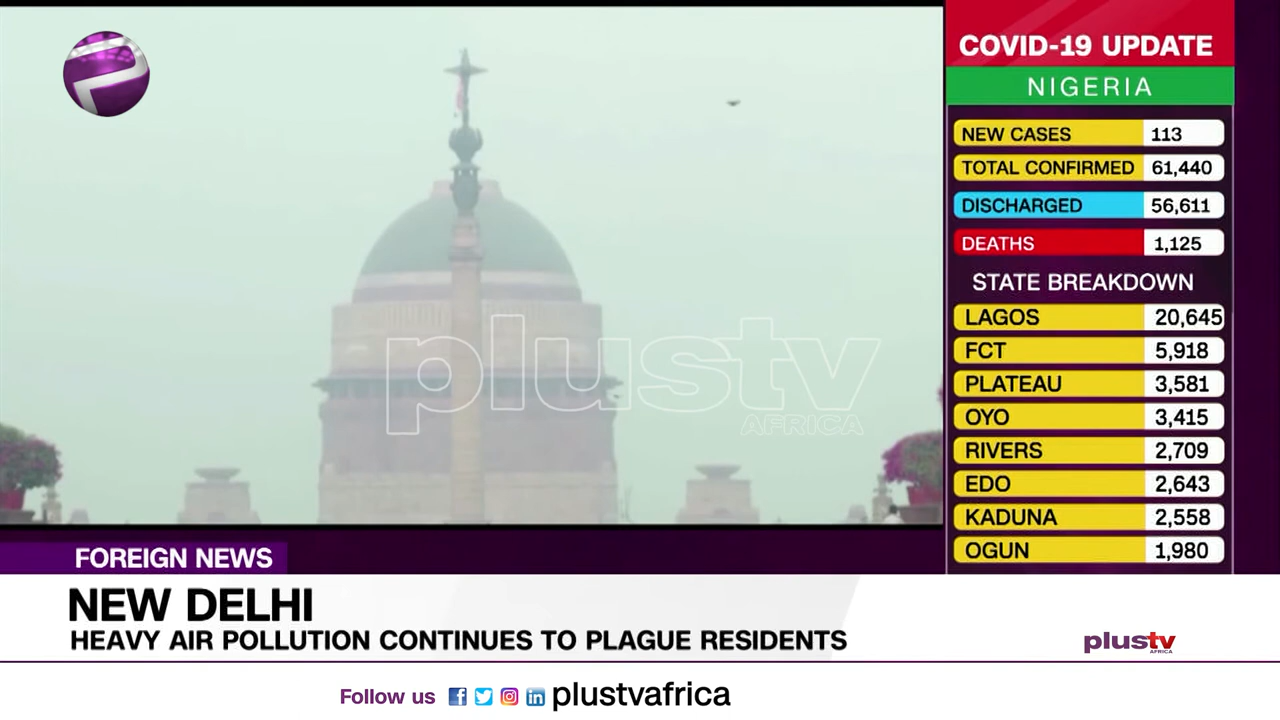 COVID-19 UPDATE
NIGERIA
NEW CASES 113
TOTAL CONFIRMED 61,440
DISCHARGED 56,611
DEATHS 1,125
STATE BREAKDOWN
LAGOS 20,645
FCT 5,918
PLATEAU 3,581
OYO 3,415
RIVERS 2,709
EDO 2,643
KADUNA 2,558
OGUN 1,980
plustv
AFRICA
FOREIGN NEWS
NEW DELHI
HEAVY AIR POLLUTION CONTINUES TO PLAGUE RESIDENTS
plustv
AFRICA
Follow us plustvafrica